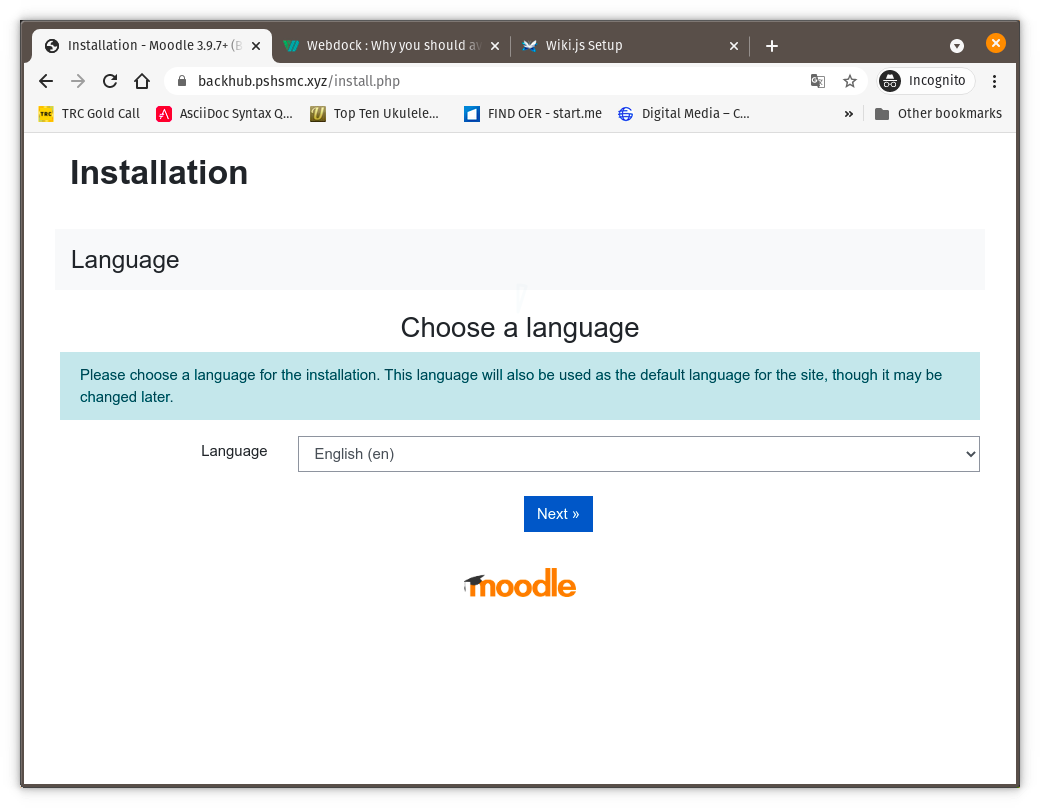 Installation - Moodle 3.9.7+ (B
Webdock : Why you should av
Wiki.js Setup
backhub.pshsmc.xyz/install.php
Incognito
TRC
TRC Gold Call
AsciiDoc Syntax Q...
Top Ten Ukulele...
FIND OER - start.me
Digital Media – C...
»
Other bookmarks
Installation
Language
Choose a language
Please choose a language for the installation. This language will also be used as the default language for the site, though it may be
changed later.
Language
English (en)
Next »
moodle